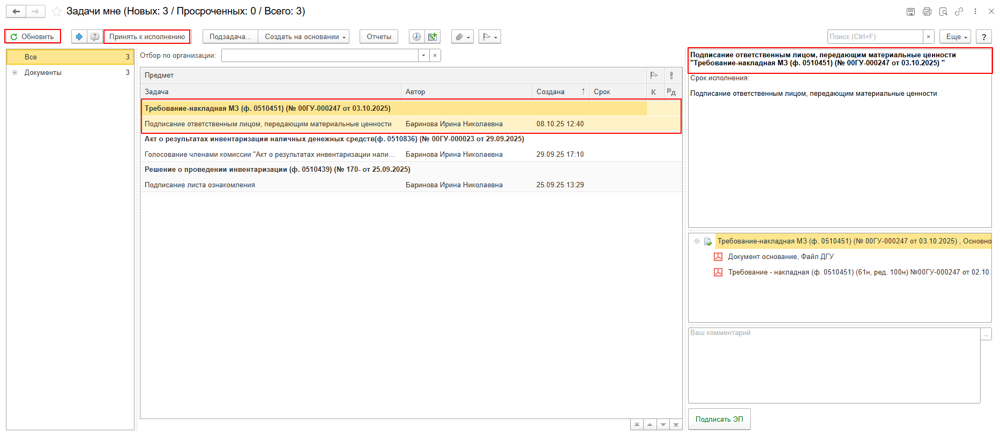 Задачи мне (Новых: 3 / Просроченных: 0 / Всего: 3)
Обновить
Принять к исполнению
Подзадача...
Создать на основании
Отчеты
Поиск (Ctrl+F)
×
Еще
?
Все 3
Документы 3
Отбор по организации:
×
Предмет
Задача Автор Создана ↑ Срок К Рд
Требование-накладная МЗ (ф. 0510451) (№ 00ГУ-000247 от 03.10.2025)
Подписание ответственным лицом, передающим материальные ценности Баринова Ирина Николаевна 08.10.25 12:40
Акт о результатах инвентаризации наличных денежных средств(ф. 0510836) (№ 00ГУ-000023 от 29.09.2025)
Голосование членами комиссии "Акт о результатах инвентаризации нали... Баринова Ирина Николаевна 29.09.25 17:10
Решение о проведении инвентаризации (ф. 0510439) (№ 170- от 25.09.2025)
Подписание листа ознакомления Баринова Ирина Николаевна 25.09.25 13:29
Подписание ответственным лицом, передающим материальные ценности
"Требование-накладная МЗ (ф. 0510451) (№ 00ГУ-000247 от 03.10.2025) "
Срок исполнения:
Подписание ответственным лицом, передающим материальные ценности
Требование-накладная МЗ (ф. 0510451) (№ 00ГУ-000247 от 03.10.2025) , Основно
Документ основание, Файл ДГУ
Требование - накладная (ф. 0510451) (61н, ред. 100н) №00ГУ-000247 от 02.10.
Ваш комментарий
...
Подписать ЭП